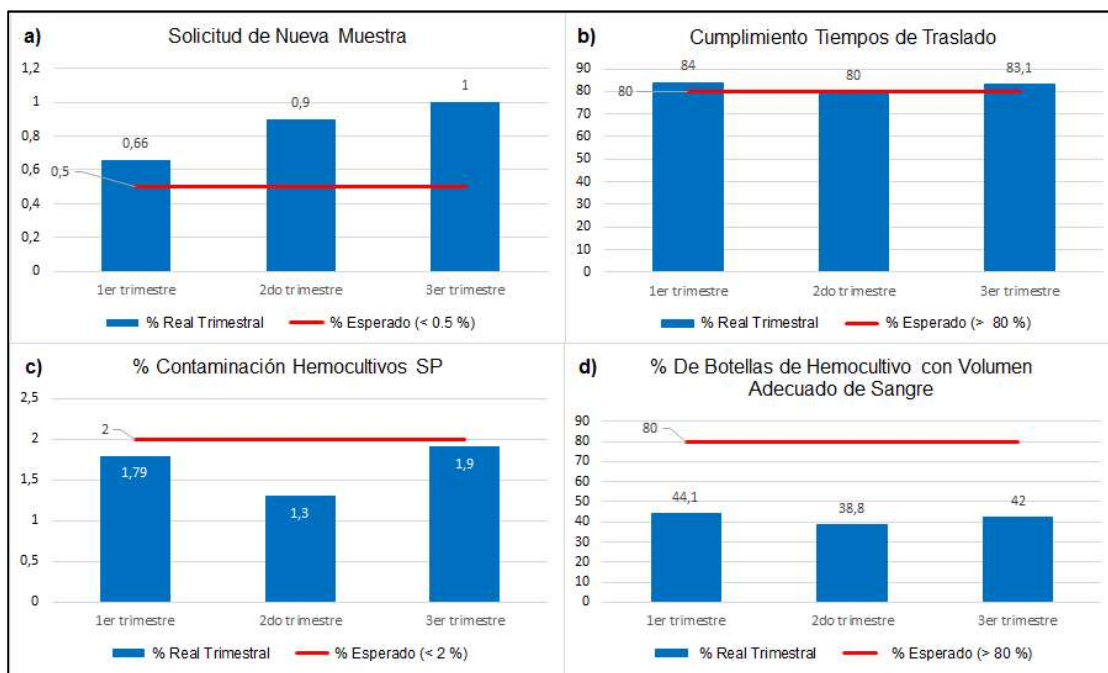 a)
Solicitud de Nueva Muestra
1,2
1
0,8
0,6
0,4
0,2
0
0,5
0,66
0,9
1
1er trimestre 2do trimestre 3er trimestre
% Real Trimestral % Esperado (< 0.5 %)
b)
Cumplimiento Tiempos de Traslado
90
80
70
60
50
40
30
20
10
0
80
84
80
83,1
1er trimestre 2do trimestre 3er trimestre
% Real Trimestral % Esperado (> 80 %)
c)
% Contaminación Hemocultivos SP
2,5
2
1,5
1
0,5
0
2
1,79
1,3
1,9
1er trimestre 2do trimestre 3er trimestre
% Real Trimestral % Esperado (< 2 %)
d)
% De Botellas de Hemocultivo con Volumen
Adecuado de Sangre
90
80
70
60
50
40
30
20
10
0
80
44,1
38,8
42
1er trimestre 2do trimestre 3er trimestre
% Real Trimestral % Esperado (> 80 %)